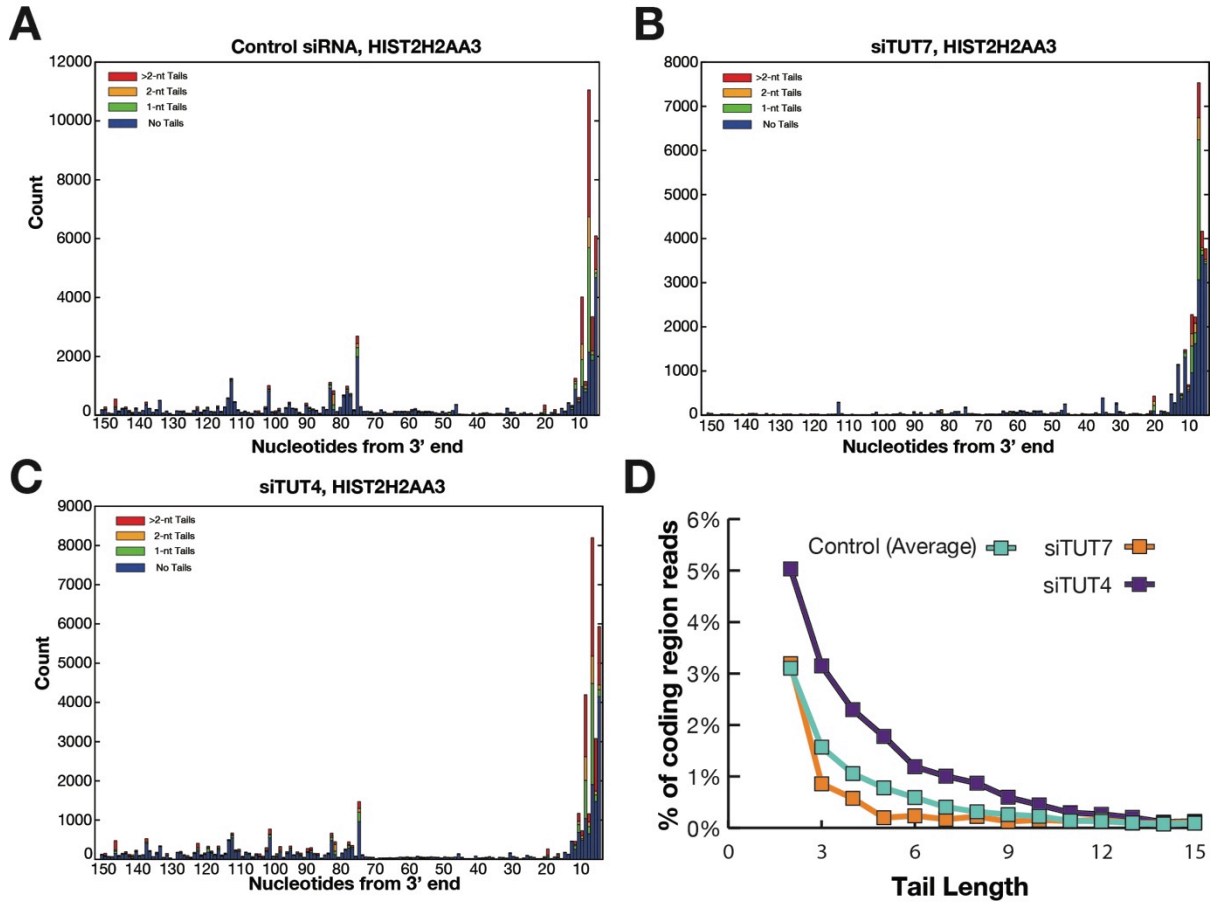 A
Control siRNA, HIST2H2AA3
12000
10000
8000
6000
4000
2000
0
Count
>2-nt Tails
2-nt Tails
1-nt Tails
No Tails
150 140 130 120 110 100 90 80 70 60 50 40 30 20 10
Nucleotides from 3’ end
B
siTUT7, HIST2H2AA3
8000
7000
6000
5000
4000
3000
2000
1000
0
>2-nt Tails
2-nt Tails
1-nt Tails
No Tails
150 140 130 120 110 100 90 80 70 60 50 40 30 20 10
Nucleotides from 3’ end
C
siTUT4, HIST2H2AA3
9000
8000
7000
6000
5000
4000
3000
2000
1000
0
Count
>2-nt Tails
2-nt Tails
1-nt Tails
No Tails
150 140 130 120 110 100 90 80 70 60 50 40 30 20 10
Nucleotides from 3’ end
D
6%
5%
4%
3%
2%
1%
0%
% of coding region reads
Control (Average)
siTUT7
siTUT4
0 3 6 9 12 15
Tail Length